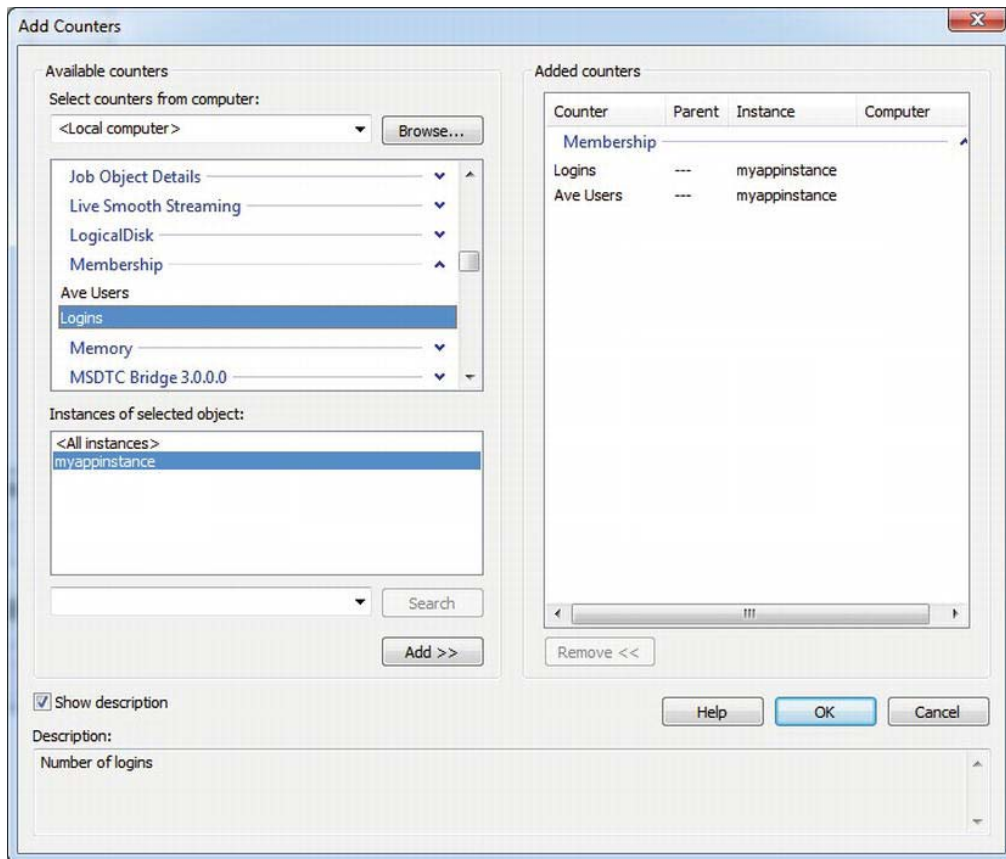 Add Counters
Available counters
Select counters from computer:
<Local computer>
Browse...
Job Object Details
Live Smooth Streaming
LogicalDisk
Membership
Ave Users
Logins
Memory
MSDTC Bridge 3.0.0.0
Instances of selected object:
<All instances>
myappinstance
Search
Add >>
Added counters
Counter Parent Instance Computer
Membership
Logins --- myappinstance
Ave Users --- myappinstance
Remove <<
Show description
Help OK Cancel
Description:
Number of logins